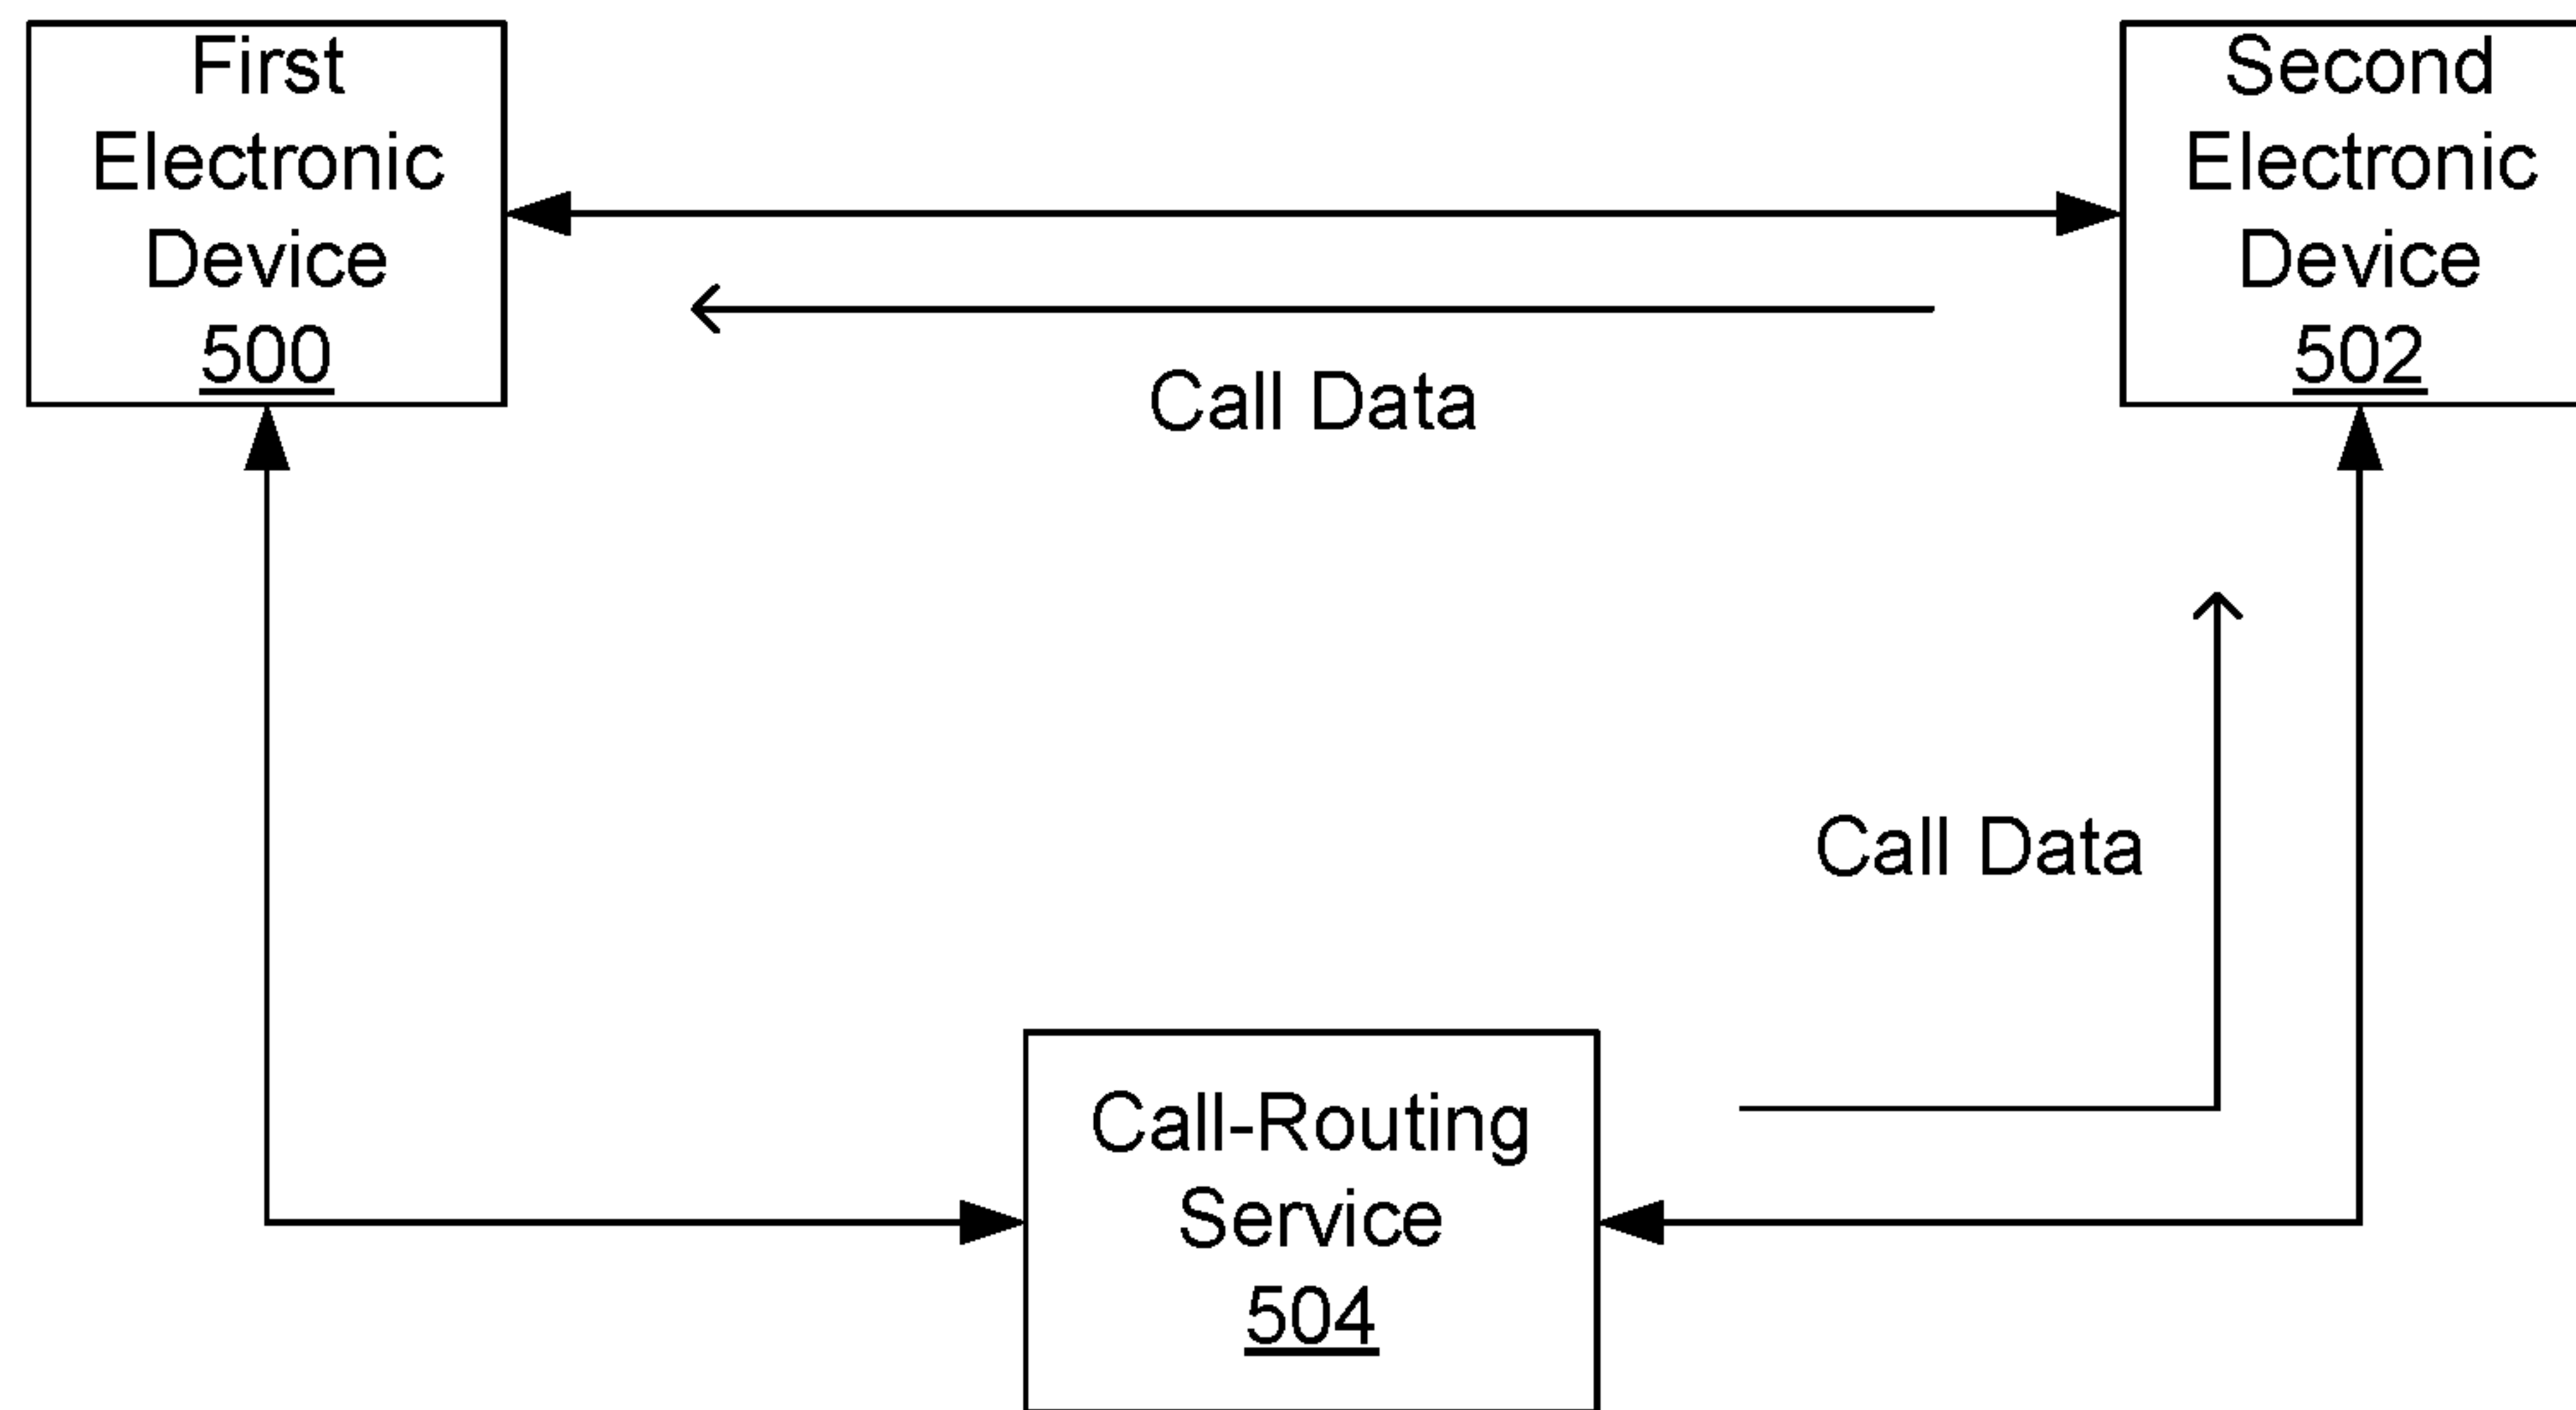 First
Electronic
Device
500
Second
Electronic
Device
502
Call Data
Call Data
Call-Routing
Service
504